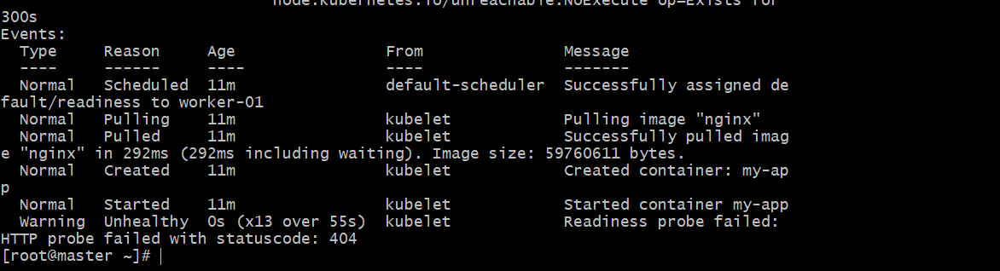 node.kubernetes.io/unreachable:NoExecute op=Exists for
300s
Events:
  Type     Reason     Age                From               Message
  ----     ------     ----               ----               -------
  Normal   Scheduled  11m                default-scheduler  Successfully assigned de
fault/readiness to worker-01
  Normal   Pulling    11m                kubelet            Pulling image "nginx"
  Normal   Pulled     11m                kubelet            Successfully pulled imag
e "nginx" in 292ms (292ms including waiting). Image size: 59760611 bytes.
  Normal   Created    11m                kubelet            Created container: my-ap
p
  Normal   Started    11m                kubelet            Started container my-app
  Warning  Unhealthy  0s (x13 over 55s)  kubelet            Readiness probe failed:
HTTP probe failed with statuscode: 404
[root@master ~]#